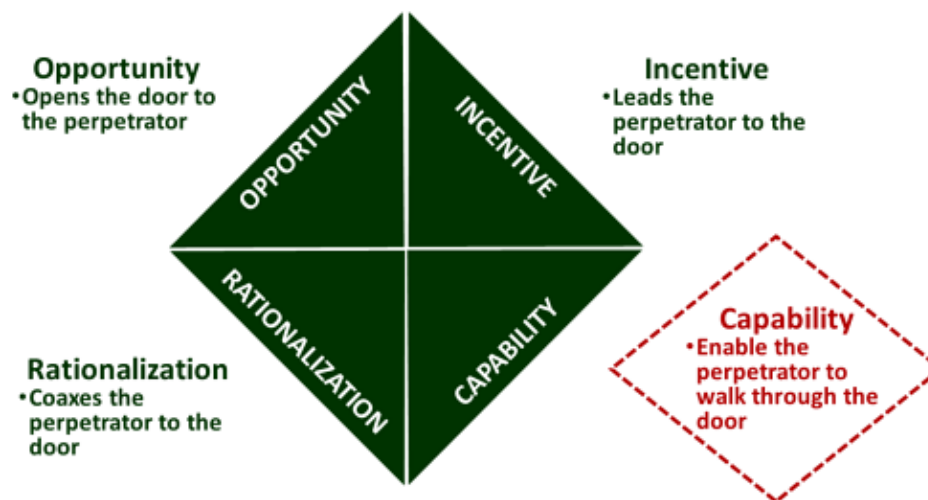 Opportunity
•Opens the door to
the perpetrator
OPPORTUNITY
INCENTIVE
Incentive
•Leads the
perpetrator to the
door
Rationalization
•Coaxes the
perpetrator to the
door
RATIONALIZATION
CAPABILITY
Capability
•Enable the
perpetrator to
walk through the
door